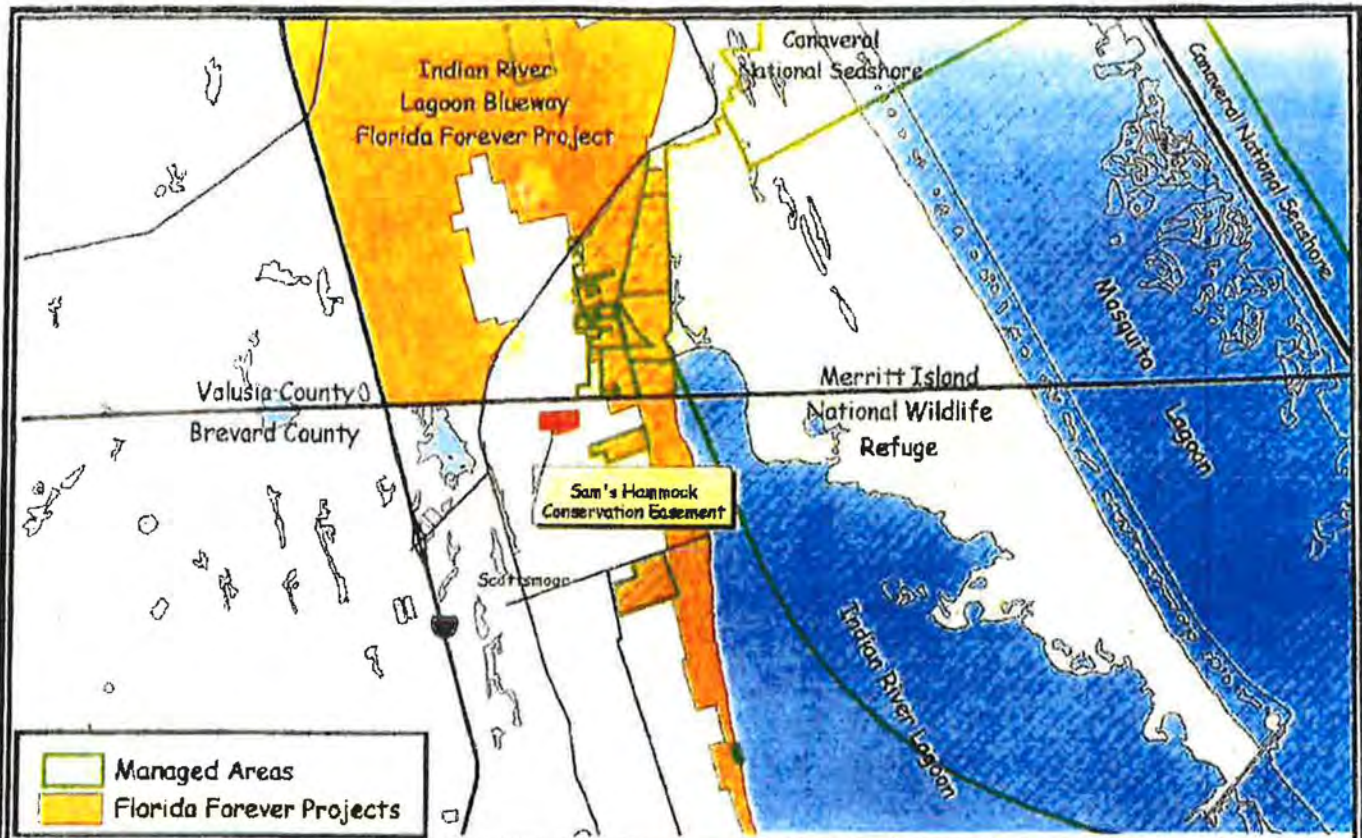 Indian River
Lagoon Blueway
Florida Forever Project
Canaveral
National Seashore
Canaveral National Seashore
Mosquito
Lagoon
Valusia County
Brevard County
Merritt Island
National Wildlife
Refuge
Sam's Hammock
Conservation Easement
Scottsmoor
Indian River Lagoon
Managed Areas
Florida Forever Projects